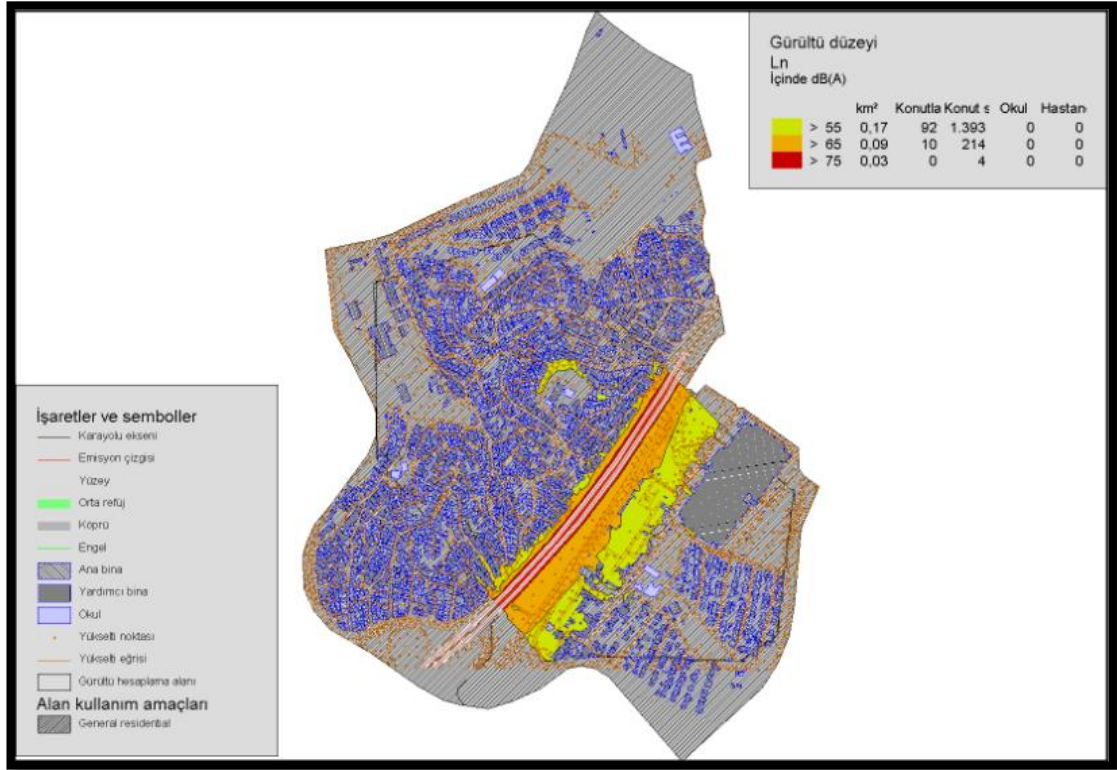 Gürültü düzeyi
Ln
İçinde dB(A)
km² Konutla Konut s Okul Hastan
> 55 0,17 92 1.393 0 0
> 65 0,09 10 214 0 0
> 75 0,03 0 4 0 0
İşaretler ve semboller
Karayolu ekseni
Emisyon çizgisi
Yüzey
Orta refüj
Köprü
Engel
Ana bina
Yardımcı bina
Okul
Yükselti noktası
Yükselti eğrisi
Gürültü hesaplama alanı
Alan kullanım amaçları
General residential